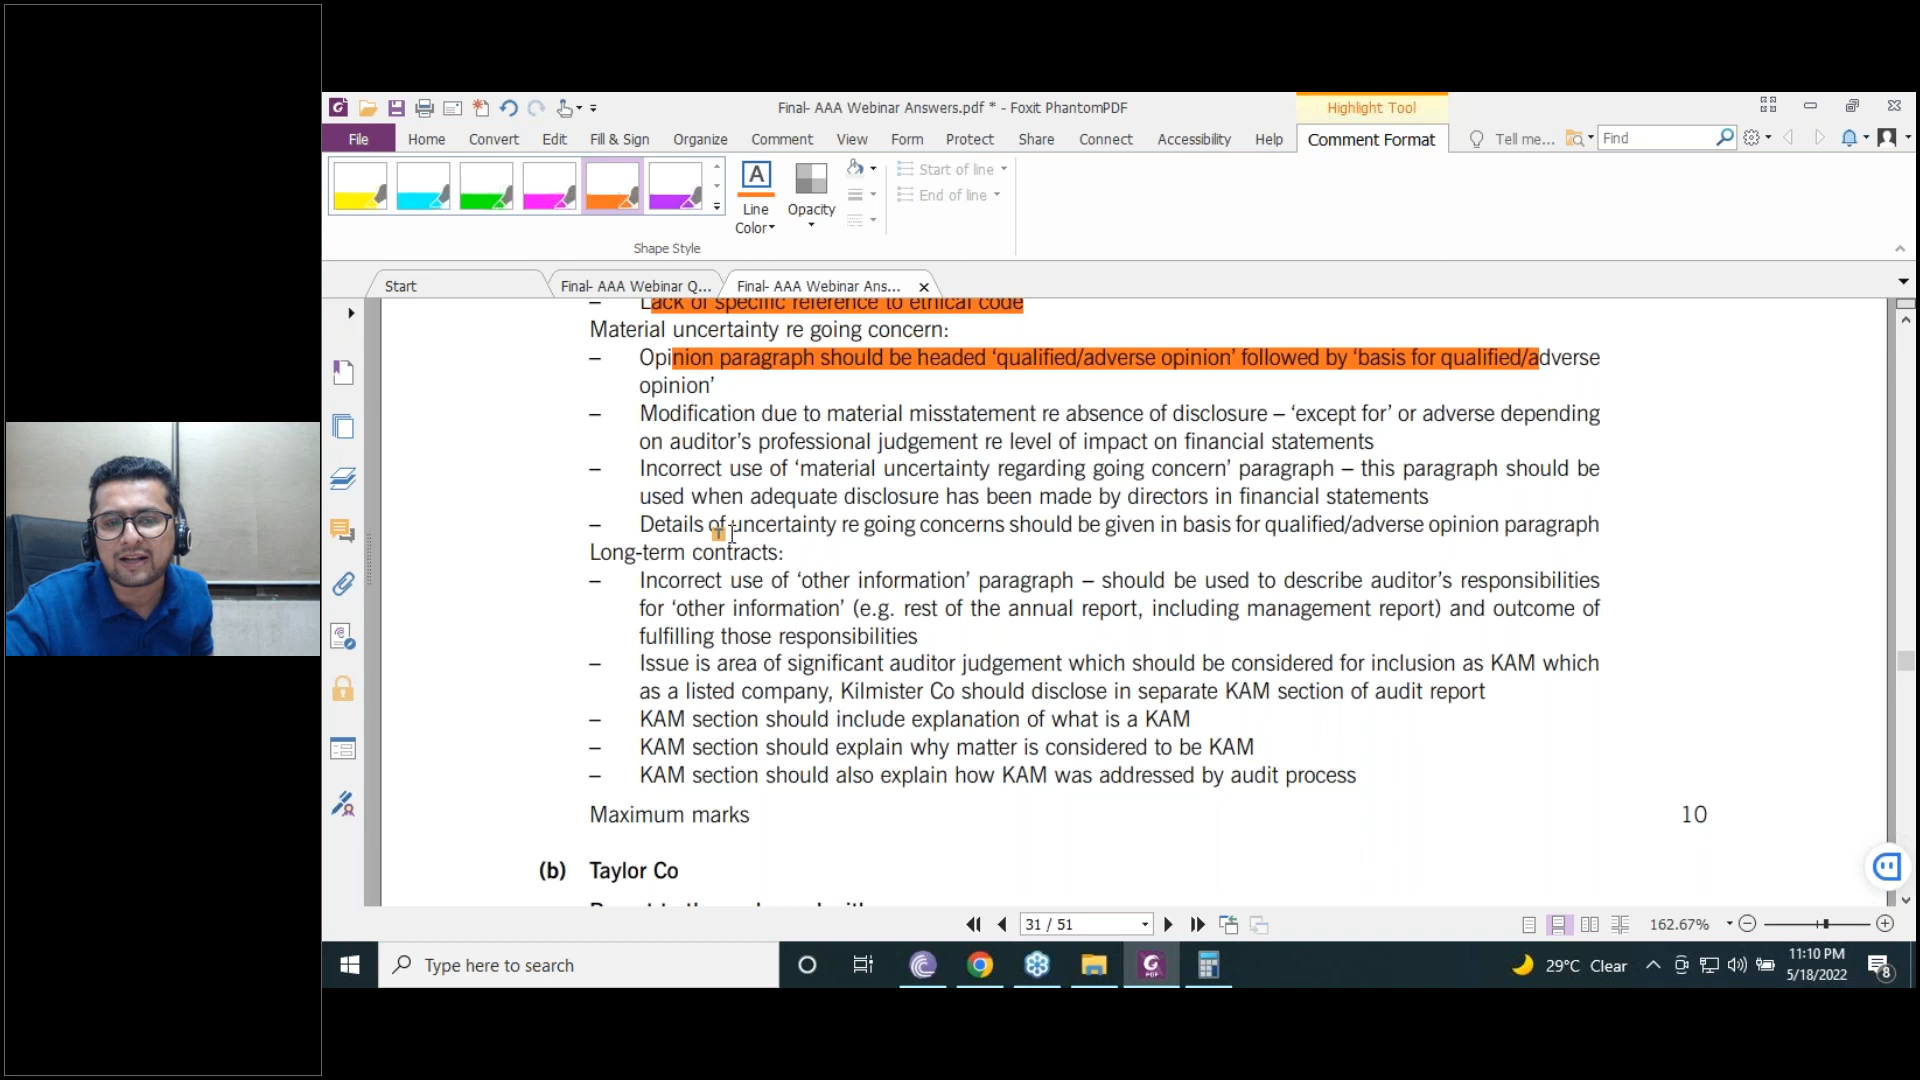 Final- AAA Webinar Answers.pdf * - Foxit PhantomPDF
Highlight Tool
File Home Convert Edit Fill & Sign Organize Comment View Form Protect Share Connect Accessibility Help Comment Format Tell me... Find
Start of line
End of line
Line Color
Opacity
Shape Style
Start
Final- AAA Webinar Q...
Final- AAA Webinar Ans...
– Lack of specific reference to ethical code
Material uncertainty re going concern:
– Opinion paragraph should be headed ‘qualified/adverse opinion’ followed by ‘basis for qualified/adverse
opinion’
– Modification due to material misstatement re absence of disclosure – ‘except for’ or adverse depending
on auditor’s professional judgement re level of impact on financial statements
– Incorrect use of ‘material uncertainty regarding going concern’ paragraph – this paragraph should be
used when adequate disclosure has been made by directors in financial statements
– Details of uncertainty re going concerns should be given in basis for qualified/adverse opinion paragraph
Long-term contracts:
– Incorrect use of ‘other information’ paragraph – should be used to describe auditor’s responsibilities
for ‘other information’ (e.g. rest of the annual report, including management report) and outcome of
fulfilling those responsibilities
– Issue is area of significant auditor judgement which should be considered for inclusion as KAM which
as a listed company, Kilmister Co should disclose in separate KAM section of audit report
– KAM section should include explanation of what is a KAM
– KAM section should explain why matter is considered to be KAM
– KAM section should also explain how KAM was addressed by audit process
Maximum marks 10
(b) Taylor Co
31 / 51
162.67%
Type here to search
29°C Clear
11:10 PM
5/18/2022
8